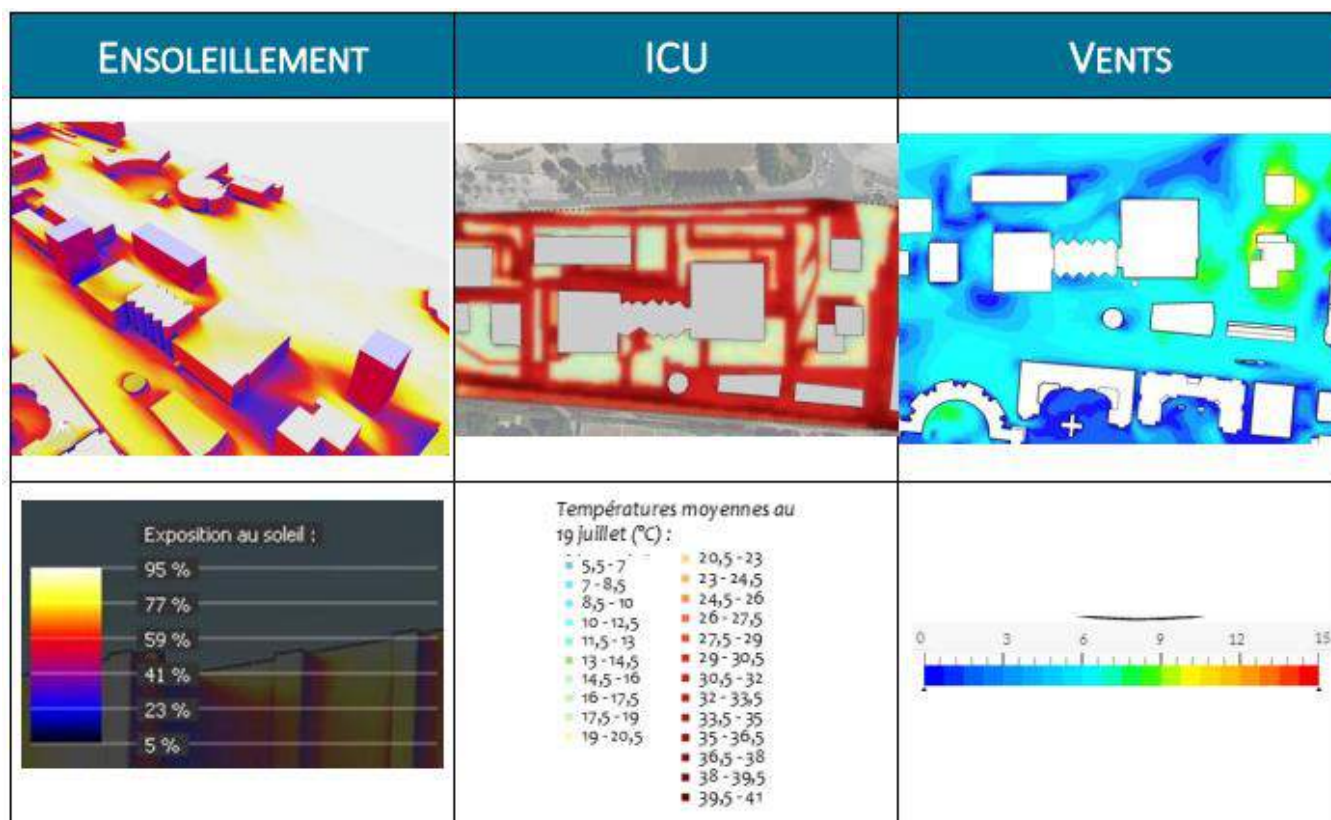 ENSOLEILLEMENT
ICU
VENTS
Exposition au soleil :
95 %
77 %
59 %
41 %
23 %
5 %
Températures moyennes au
19 juillet (°C) :
5,5 - 7
7 - 8,5
8,5 - 10
10 - 12,5
11,5 - 13
13 - 14,5
14,5 - 16
16 - 17,5
17,5 - 19
19 - 20,5
20,5 - 23
23 - 24,5
24,5 - 26
26 - 27,5
27,5 - 29
29 - 30,5
30,5 - 32
32 - 33,5
33,5 - 35
35 - 36,5
36,5 - 38
38 - 39,5
39,5 - 41
0 3 6 9 12 15